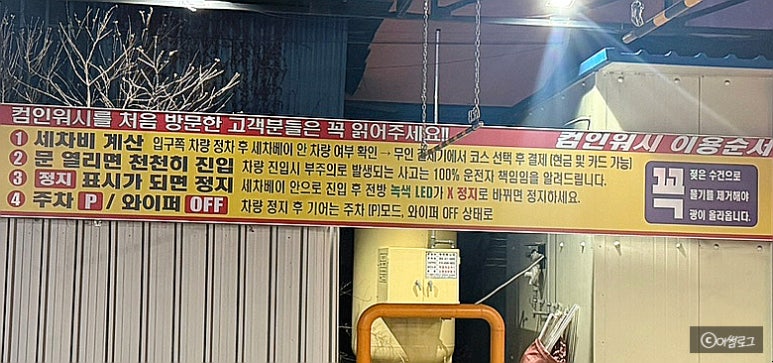 컴인워시를 처음 방문한 고객분들은 꼭 읽어주세요!!
컴인워시 이용순서
1 세차비 계산 입구쪽 차량 정차 후 세차베이 안 차량 여부 확인 → 무인 결제기에서 코스 선택 후 결제 (현금 및 카드 가능)
2 문 열리면 천천히 진입 차량 진입시 부주의로 발생되는 사고는 100% 운전자 책임임을 알려드립니다.
3 정지 표시가 되면 정지 세차베이 안으로 진입 후 전방 녹색 LED가 X 정지로 바뀌면 정지하세요.
4 주차 P / 와이퍼 OFF 차량 정지 후 기어는 주차 [P]모드, 와이퍼 OFF 상태로
꼭
젖은 수건으로
물기를 제거해야
광이 올라옵니다.
ⓒ아월로그